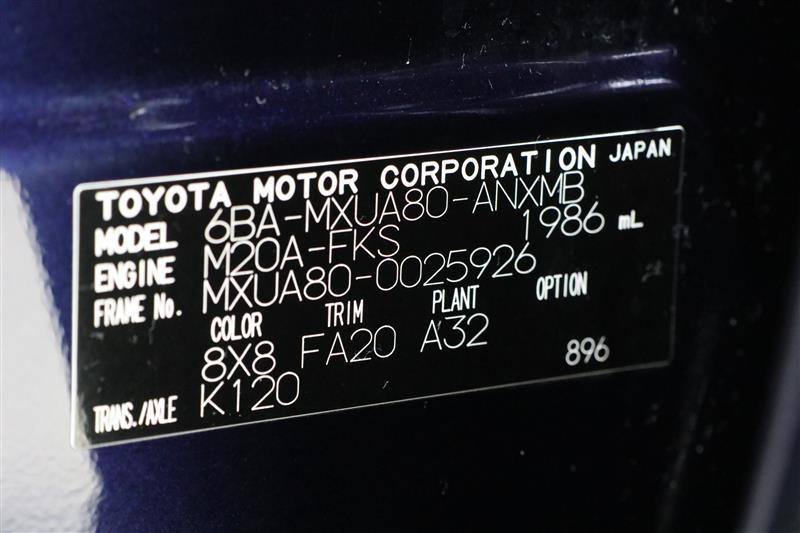 TOYOTA MOTOR CORPORATION JAPAN
MODEL 6BA-MXUA80-ANXMB
ENGINE M20A-FKS 1986 mL
FRAME No. MXUA80-0025926
COLOR TRIM PLANT OPTION
8X8 FA20 A32 896
TRANS./AXLE K120